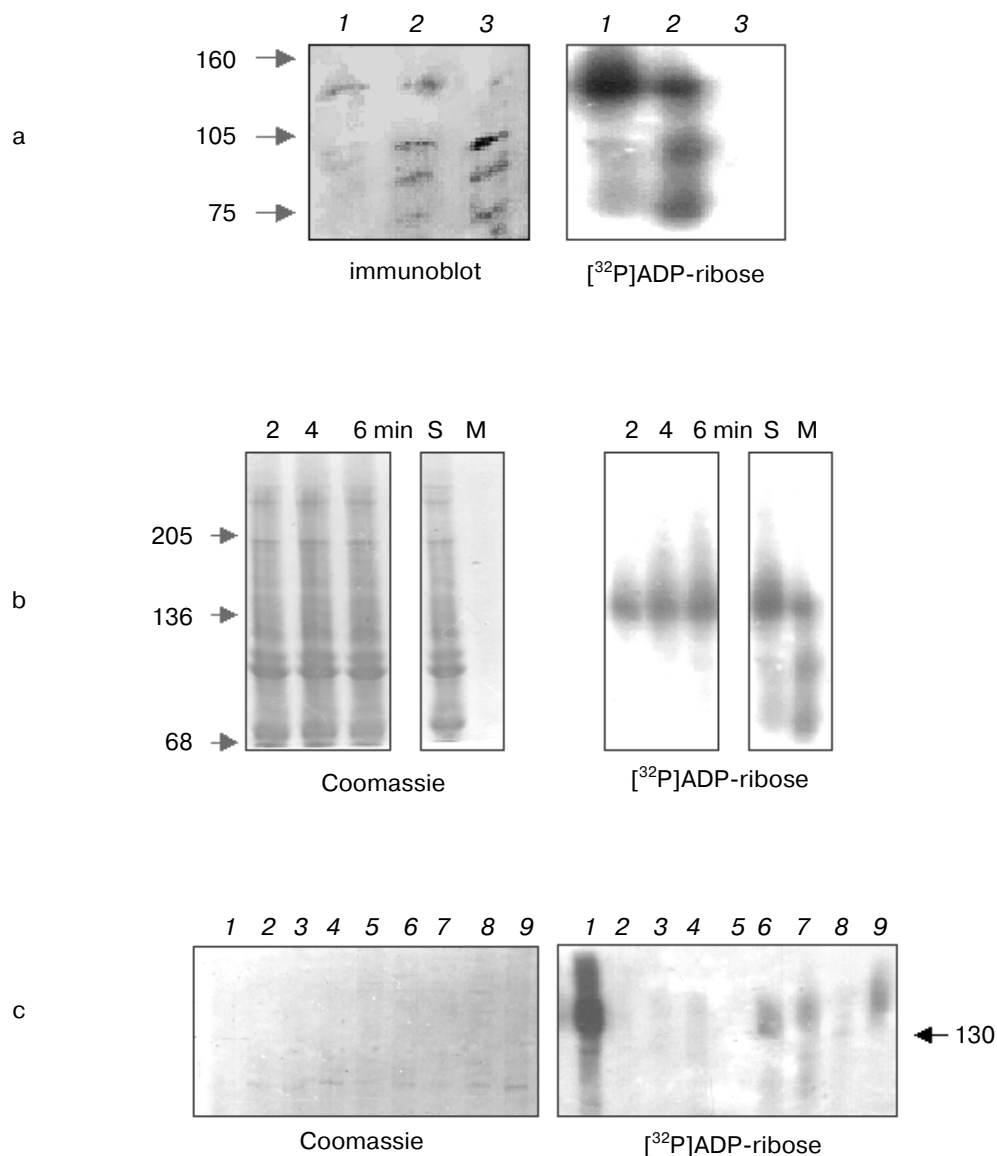 1 2 3 1 2 3
160
a
105
75
immunoblot [32P]ADP-ribose
2 4 6 min S M 2 4 6 min S M
205
b
136
68
Coomassie [32P]ADP-ribose
1 2 3 4 5 6 7 8 9 1 2 3 4 5 6 7 8 9
c
130
Coomassie [32P]ADP-ribose